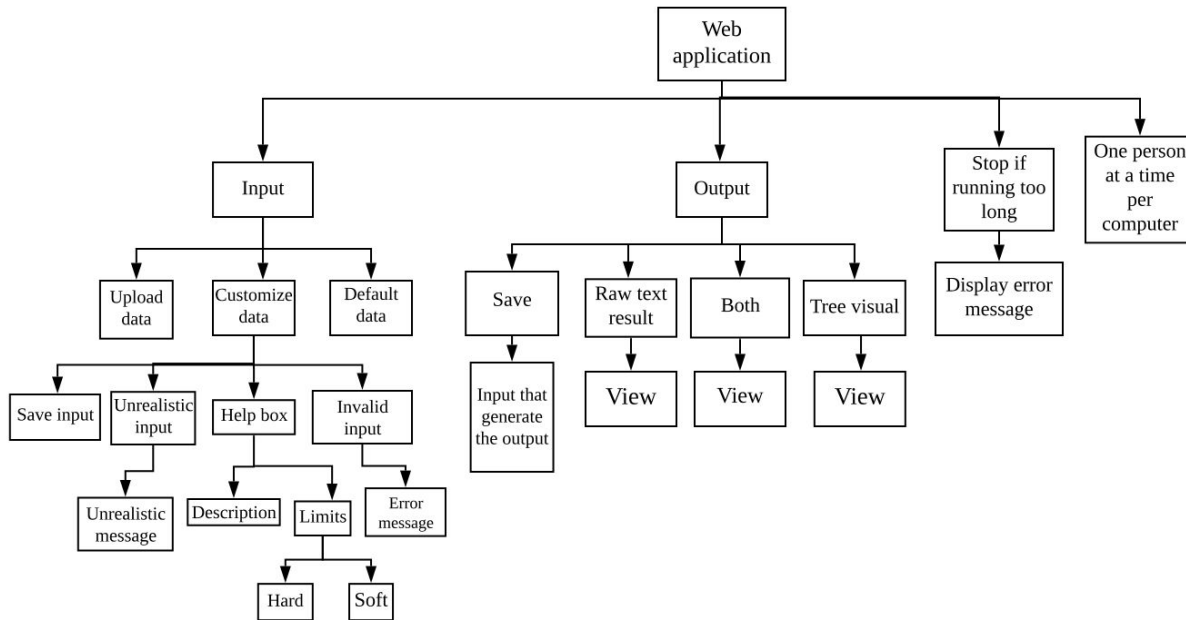 Web
application
Input
Output
Stop if
running too
long
One person
at a time
per
computer
Upload
data
Customize
data
Default
data
Save
Raw text
result
Both
Tree visual
Display error
message
Save input
Unrealistic
input
Help box
Invalid
input
Input that
generate
the output
View
View
View
Unrealistic
message
Description
Limits
Error
message
Hard
Soft